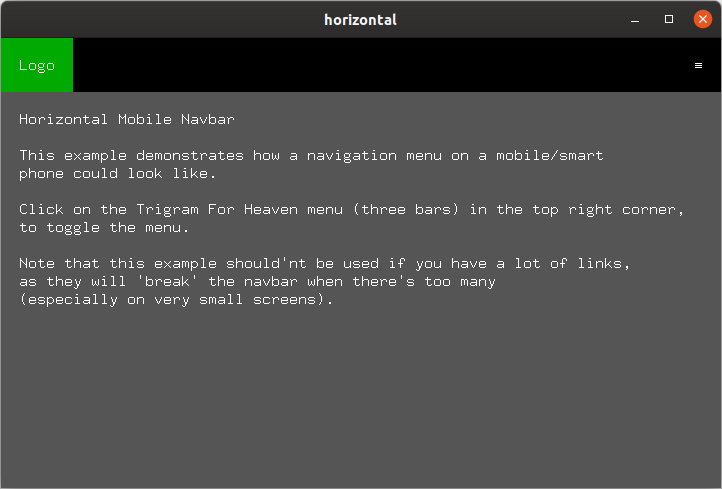 horizontal
Logo ≡
Horizontal Mobile Navbar
This example demonstrates how a navigation menu on a mobile/smart
phone could look like.
Click on the Trigram For Heaven menu (three bars) in the top right corner,
to toggle the menu.
Note that this example should'nt be used if you have a lot of links,
as they will 'break' the navbar when there's too many
(especially on very small screens).